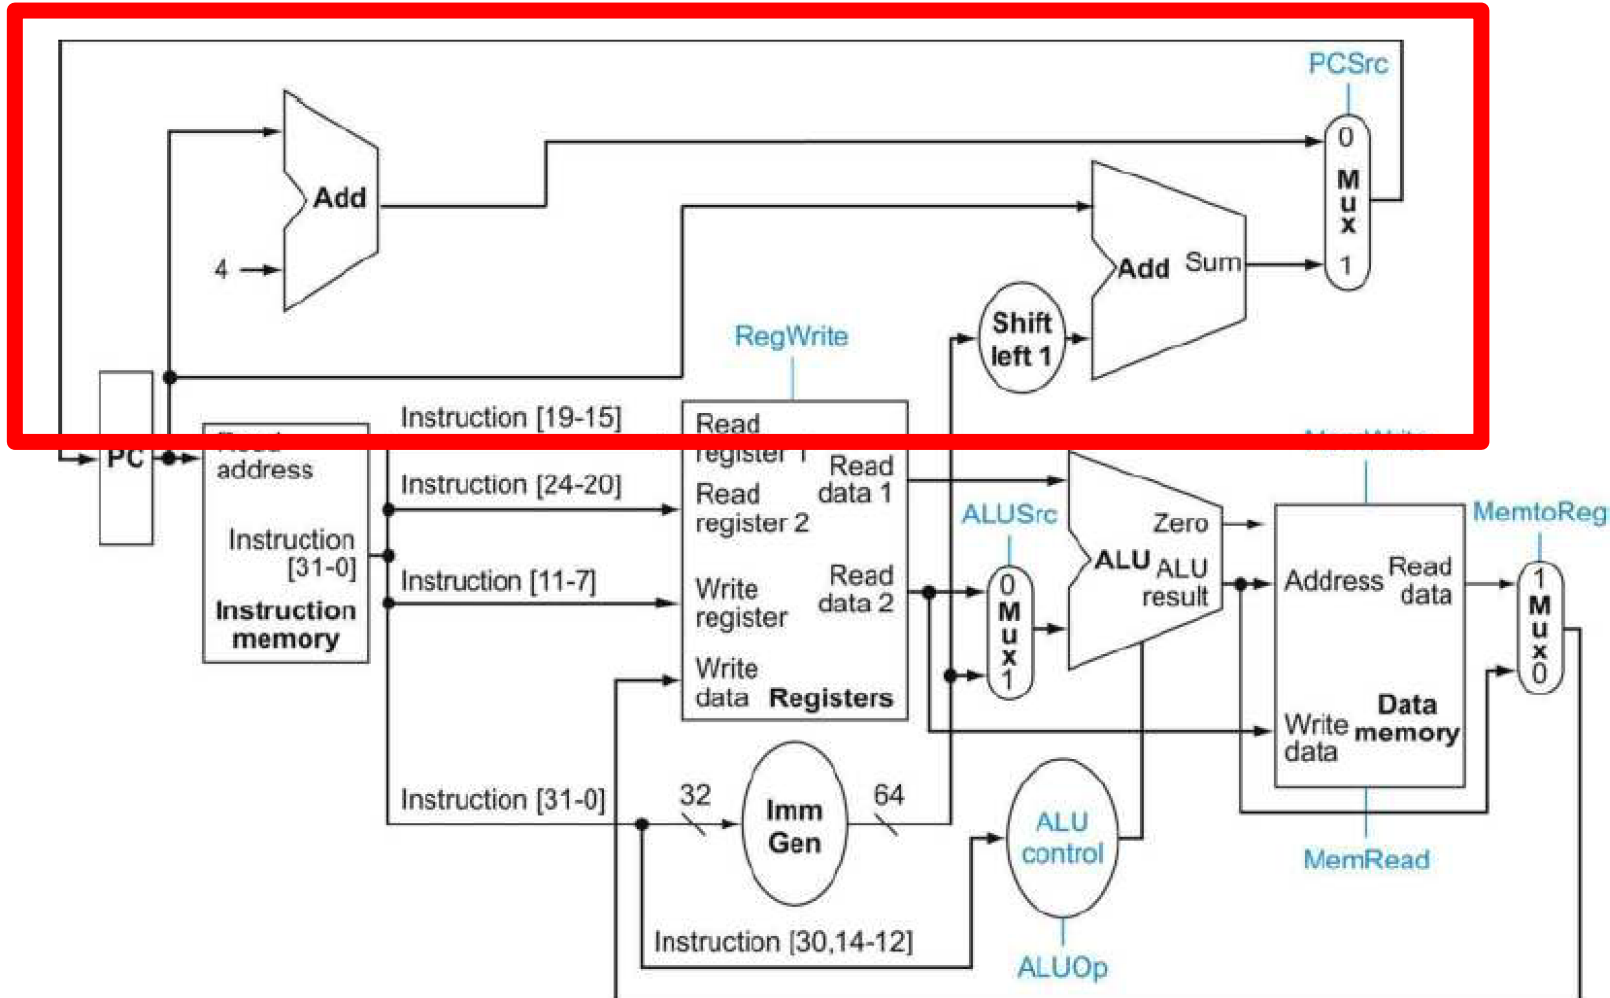 PCSrc
0
Mux
1
Add
4
Add Sum
Shift
left 1
RegWrite
Instruction [19-15]
Read
register 1
PC
address
Instruction
[31-0]
Instruction
memory
Instruction [24-20]
Read
register 2
Instruction [11-7]
Write
register
Write
data
Registers
Read
data 1
Read
data 2
ALUSrc
0
Mux
1
Zero
ALU
ALU
result
Address
Read
data
Write
data
Data
memory
MemtoReg
1
Mux
0
MemRead
Instruction [31-0]
32
Imm
Gen
64
ALU
control
Instruction [30,14-12]
ALUOp